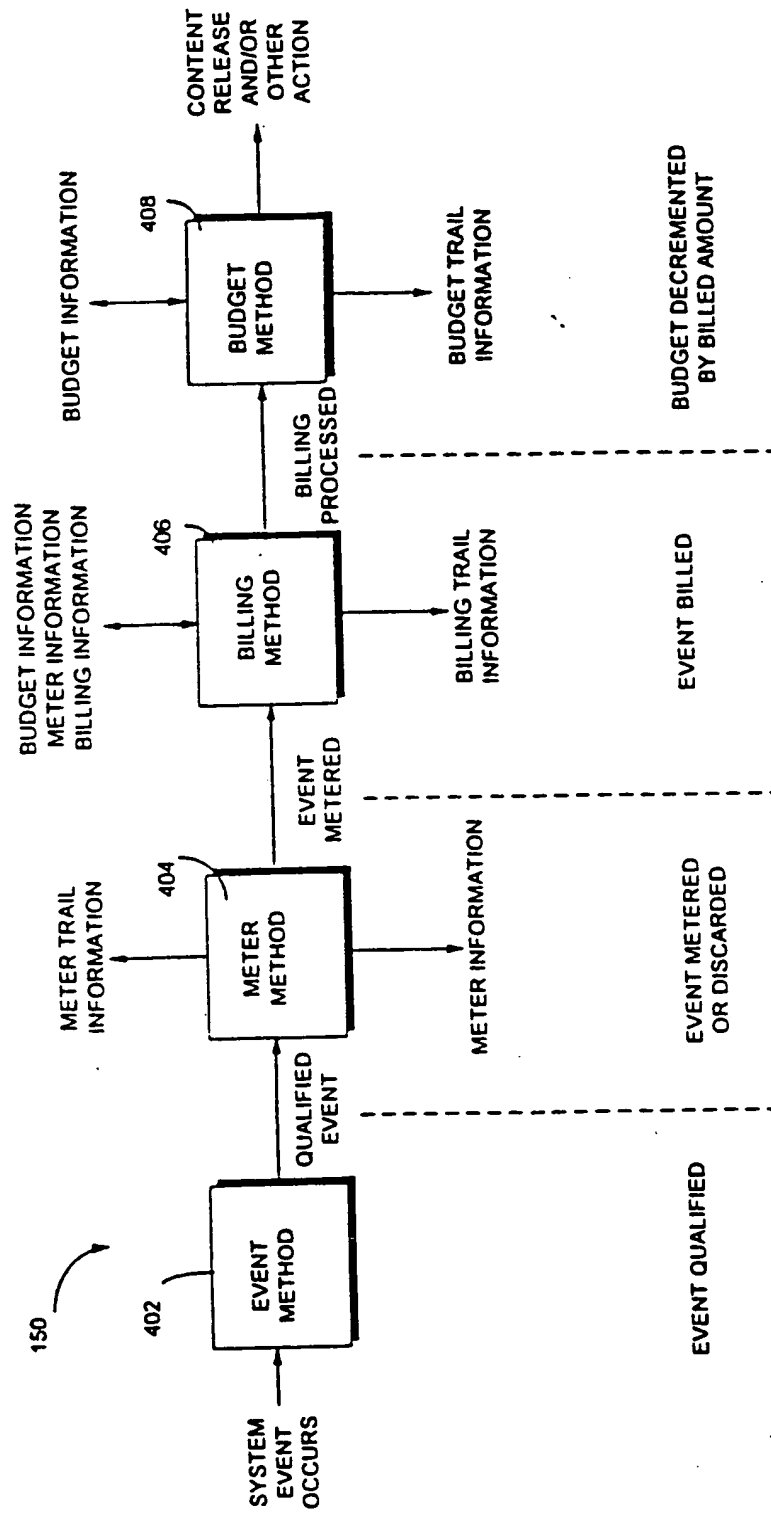 150
SYSTEM
EVENT
OCCURS
402
EVENT
METHOD
QUALIFIED
EVENT
EVENT QUALIFIED
METER TRAIL
INFORMATION
404
METER
METHOD
METER INFORMATION
EVENT
METERED
EVENT METERED
OR DISCARDED
BUDGET INFORMATION
METER INFORMATION
BILLING INFORMATION
406
BILLING
METHOD
BILLING TRAIL
INFORMATION
BILLING
PROCESSED
EVENT BILLED
BUDGET INFORMATION
408
BUDGET
METHOD
BUDGET TRAIL
INFORMATION
CONTENT
RELEASE
AND/OR
OTHER
ACTION
BUDGET DECREMENTED
BY BILLED AMOUNT